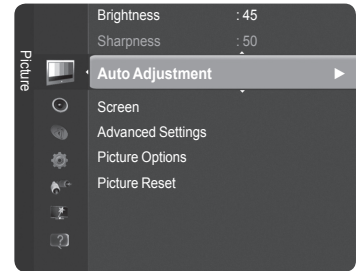 Picture
Brightness : 45
Sharpness : 50
Auto Adjustment
Screen
Advanced Settings
Picture Options
Picture Reset